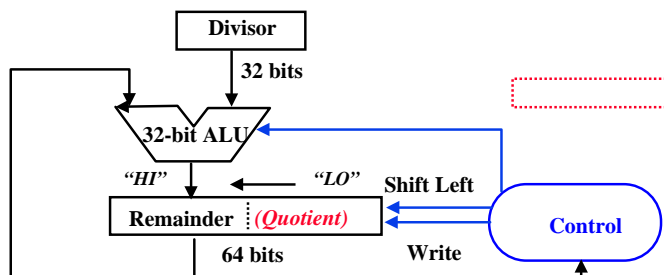 Divisor
32 bits
32-bit ALU
“HI”
“LO”
Shift Left
Remainder
(Quotient)
Control
64 bits
Write